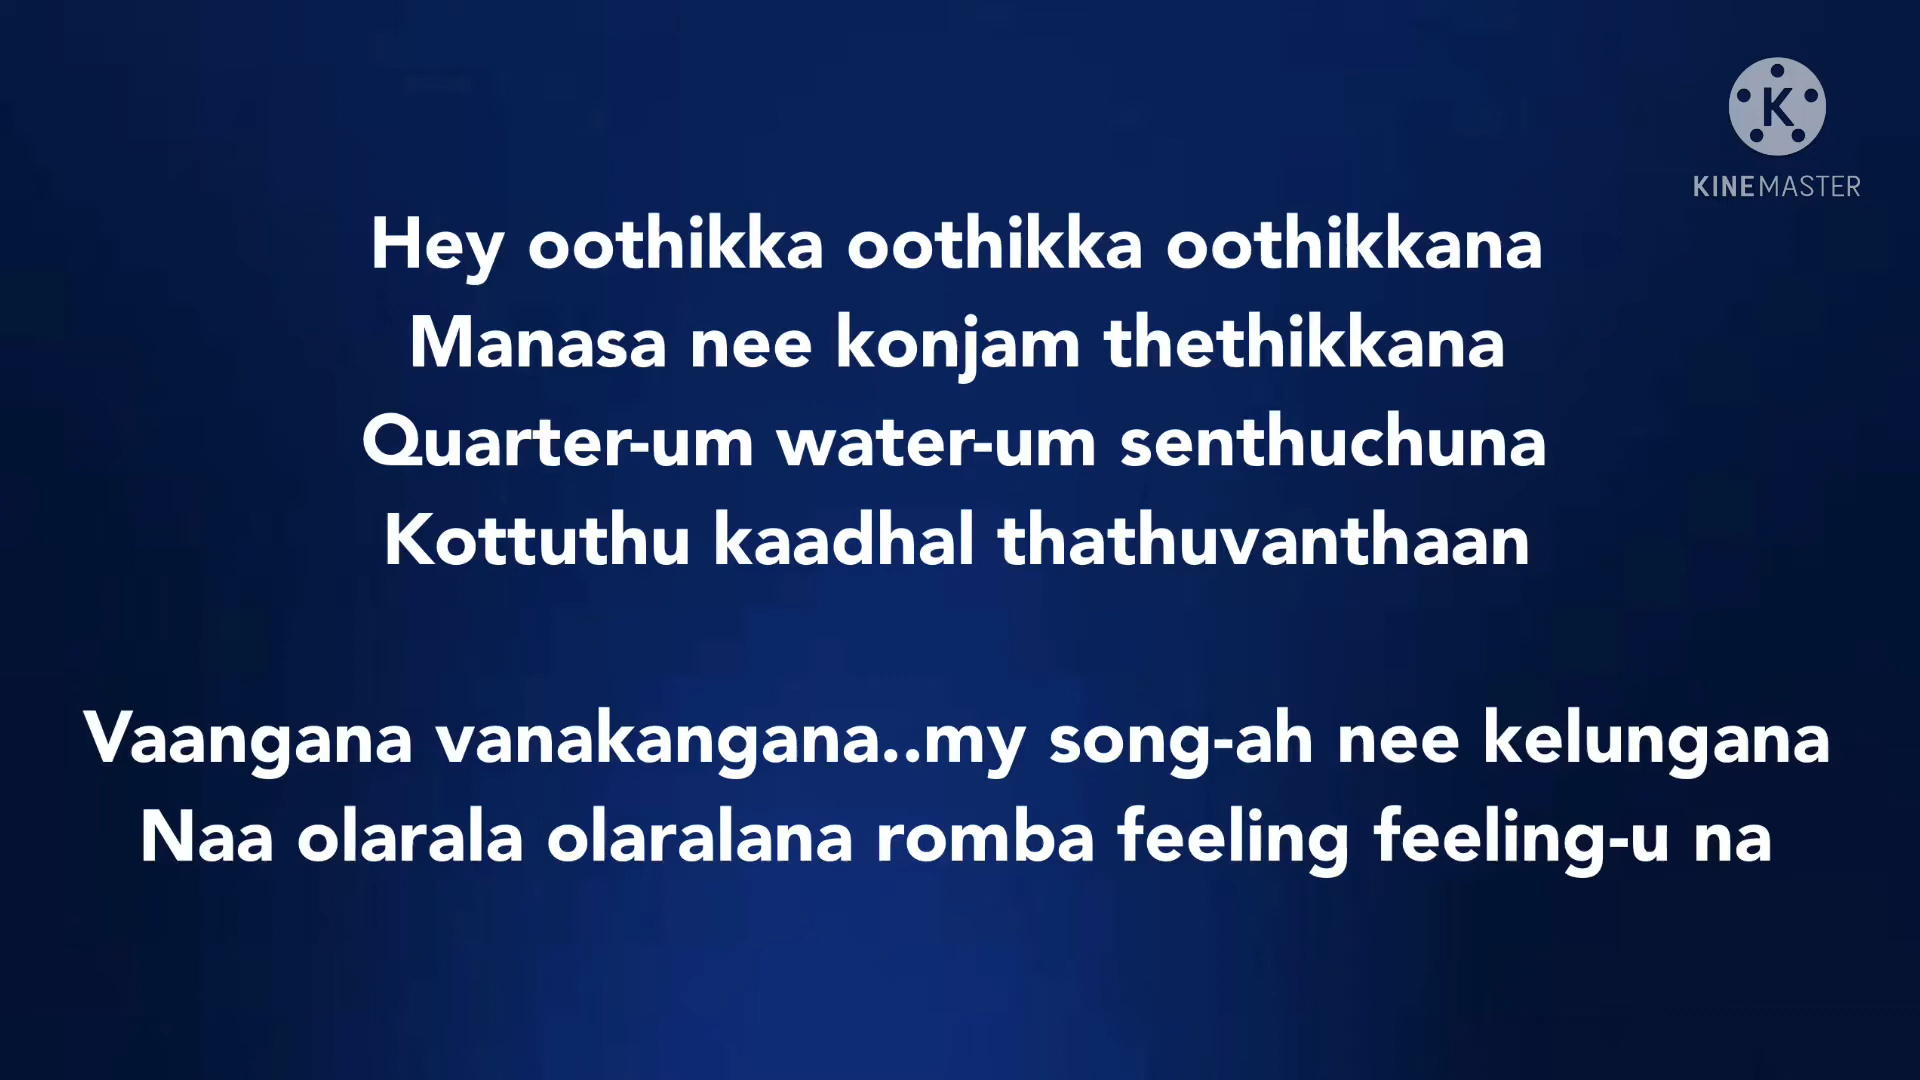 K
KINEMASTER
Hey oothikka oothikka oothikkana
Manasa nee konjam thethikkana
Quarter-um water-um senthuchuna
Kottuthu kaadhal thathuvanthaan
Vaangana vanakangana..my song-ah nee kelungana
Naa olarala olaralana romba feeling feeling-u na